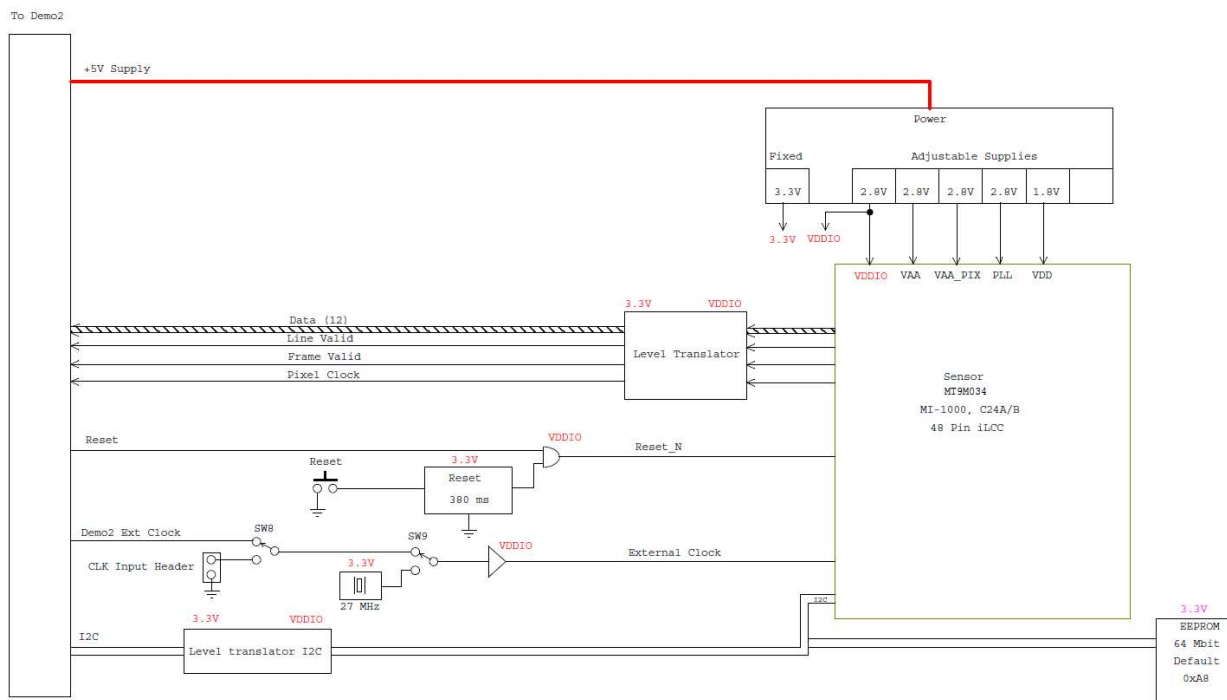 To Demo2
+5V Supply
Power
Fixed
Adjustable Supplies
3.3V
2.8V
2.8V
2.8V
2.8V
1.8V
3.3V
VDDIO
VDDIO
VAA
VAA_PIX
PLL
VDD
3.3V
VDDIO
Data (12)
Line Valid
Frame Valid
Pixel Clock
Level Translator
Sensor
MT9M034
MI-1000, C24A/B
48 Pin iLCC
Reset
VDDIO
Reset_N
Reset
3.3V
Reset
380 ms
Demo2 Ext Clock
SW8
SW9
VDDIO
External Clock
CLK Input Header
3.3V
27 MHz
I2C
I2C
3.3V
VDDIO
Level translator I2C
3.3V
EEPROM
64 Mbit
Default
0xA8